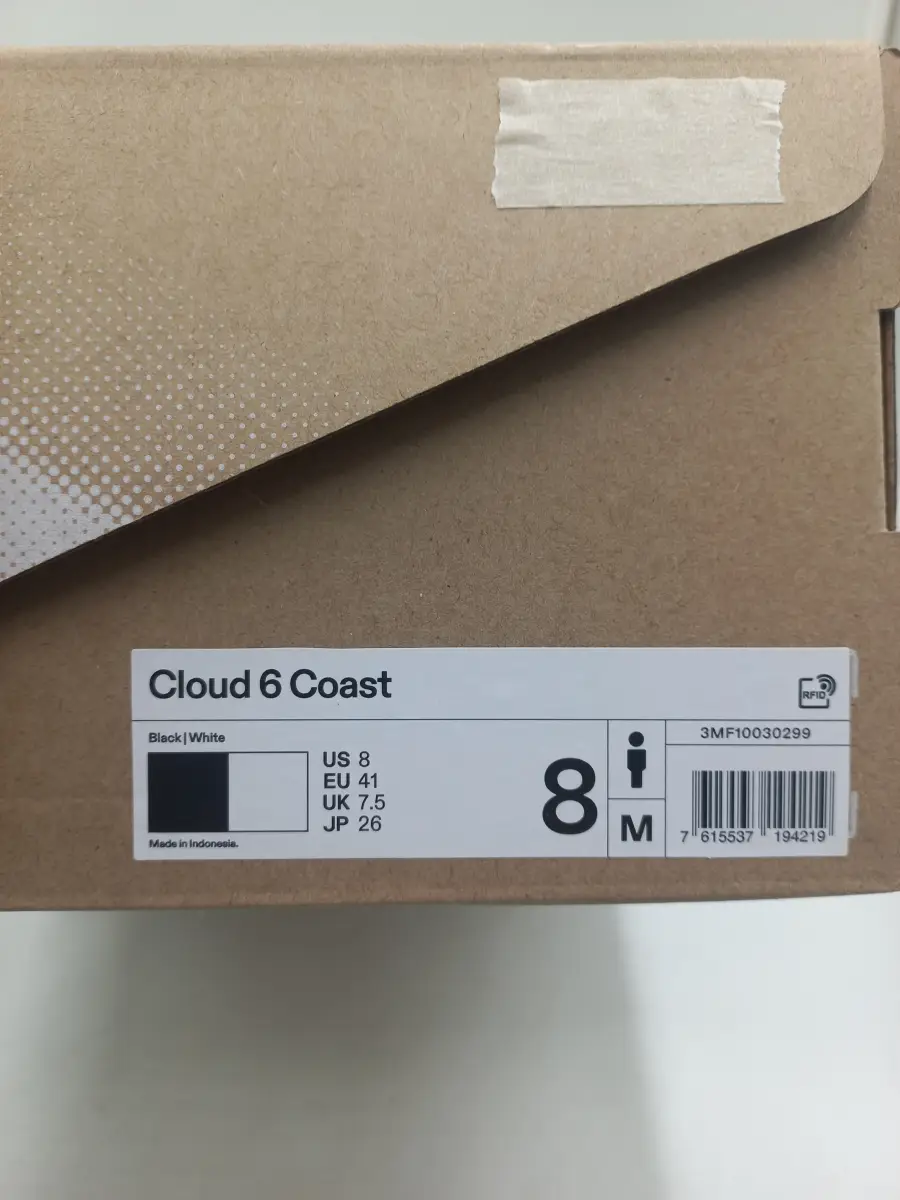 Cloud 6 Coast
RFID
Black | White
US 8
EU 41
UK 7.5
JP 26
Made in Indonesia.
8
M
3MF10030299
7 615537 194219